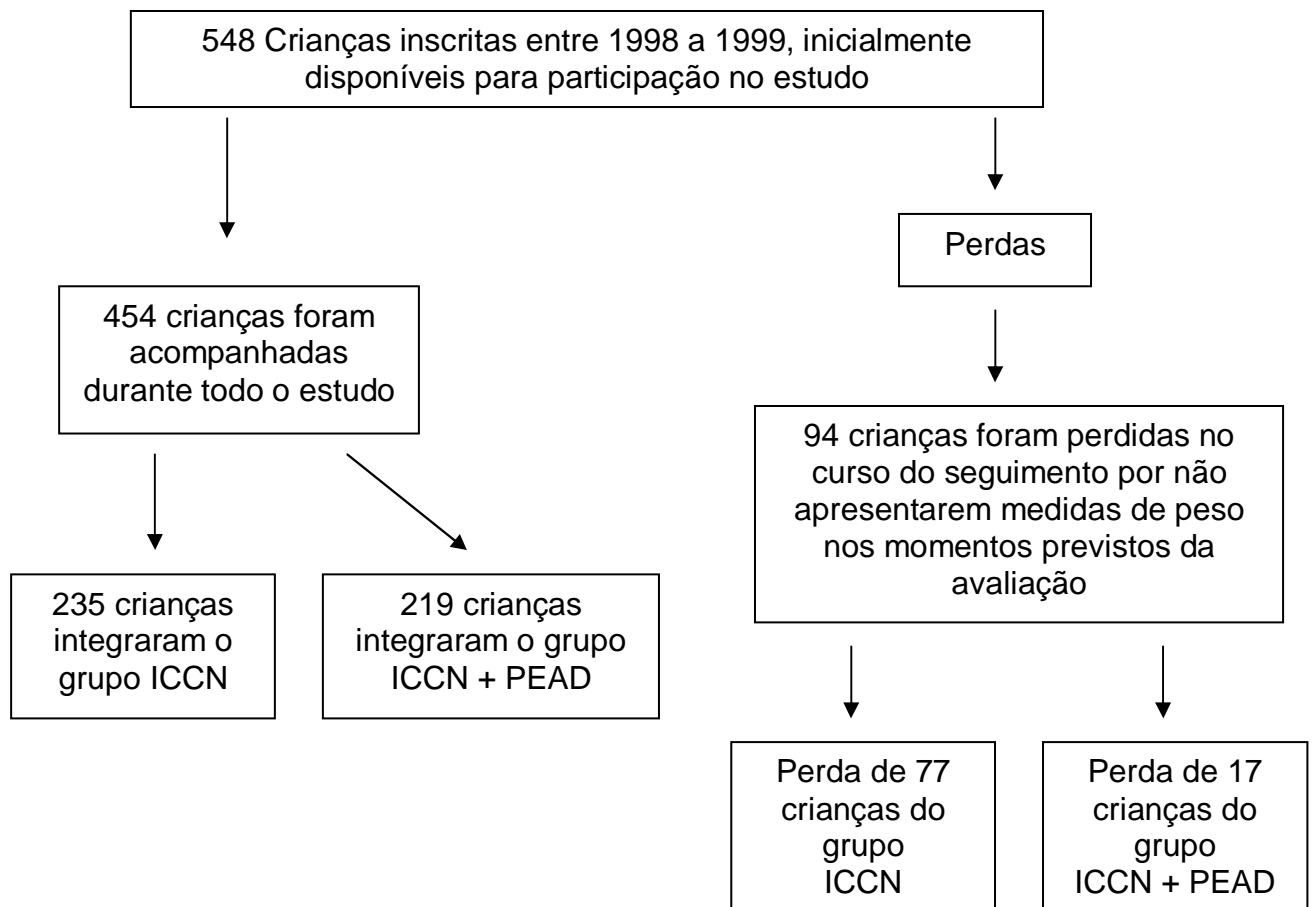 548 Crianças inscritas entre 1998 a 1999, inicialmente
disponíveis para participação no estudo
Perdas
454 crianças foram
acompanhadas
durante todo o estudo
94 crianças foram perdidas no
curso do seguimento por não
apresentarem medidas de peso
nos momentos previstos da
avaliação
235 crianças
integraram o
grupo ICCN
219 crianças
integraram o grupo
ICCN + PEAD
Perda de 77
crianças do
grupo
ICCN
Perda de 17
crianças do
grupo
ICCN + PEAD